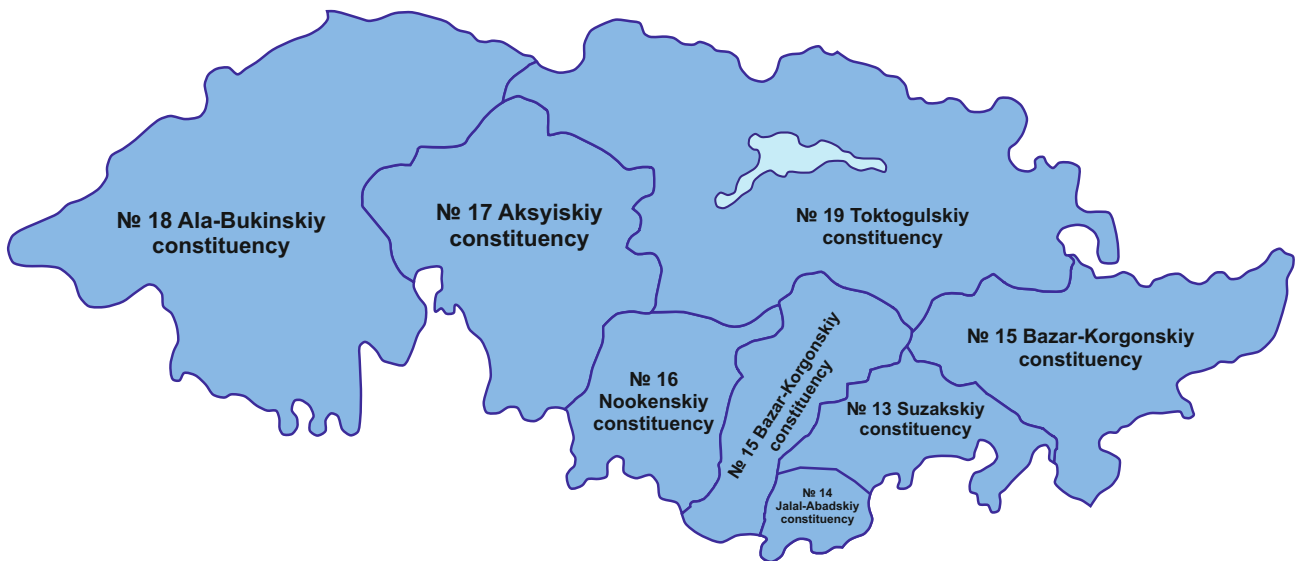 № 18 Ala-Bukinskiy
constituency
№ 17 Aksyiskiy
constituency
№ 19 Toktogulskiy
constituency
№ 15 Bazar-Korgonskiy
constituency
№ 16
Nookenskiy
constituency
№ 15 Bazar-Korgonskiy
constituency
№ 13 Suzakskiy
constituency
№ 14
Jalal-Abadskiy
constituency